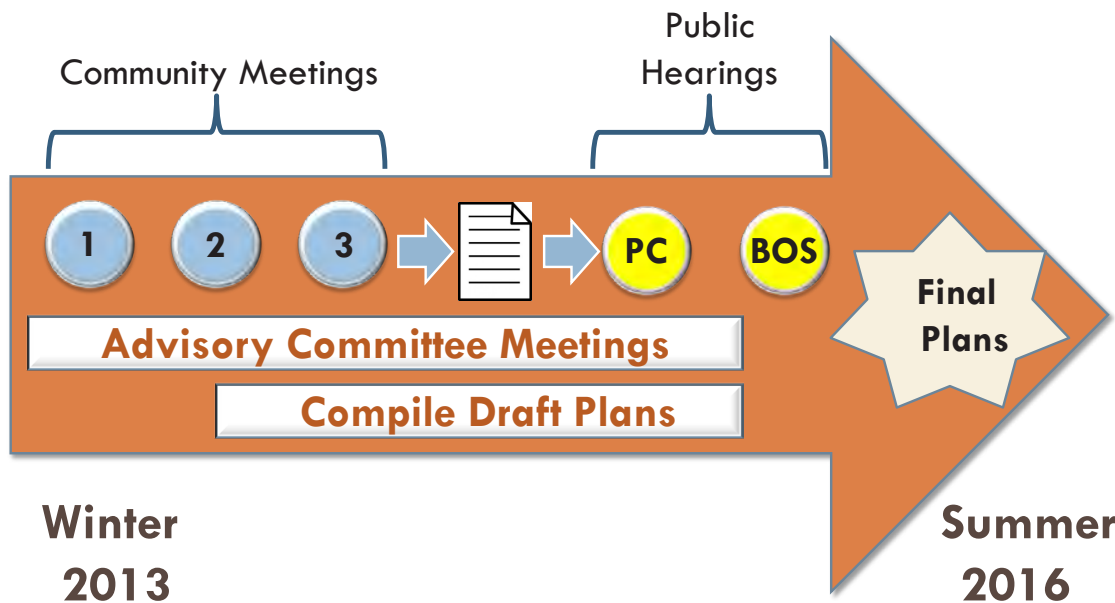 Community Meetings
Public
Hearings
1
2
3
PC
BOS
Final
Plans
Advisory Committee Meetings
Compile Draft Plans
Winter
2013
Summer
2016